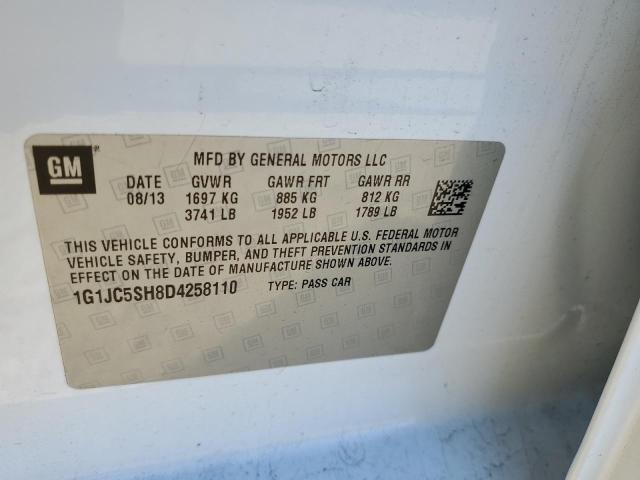 GM
MFD BY GENERAL MOTORS LLC
DATE GVWR GAWR FRT GAWR RR
08/13 1697 KG 885 KG 812 KG
3741 LB 1952 LB 1789 LB
THIS VEHICLE CONFORMS TO ALL APPLICABLE U.S. FEDERAL MOTOR
VEHICLE SAFETY, BUMPER, AND THEFT PREVENTION STANDARDS IN
EFFECT ON THE DATE OF MANUFACTURE SHOWN ABOVE.
1G1JC5SH8D4258110 TYPE: PASS CAR